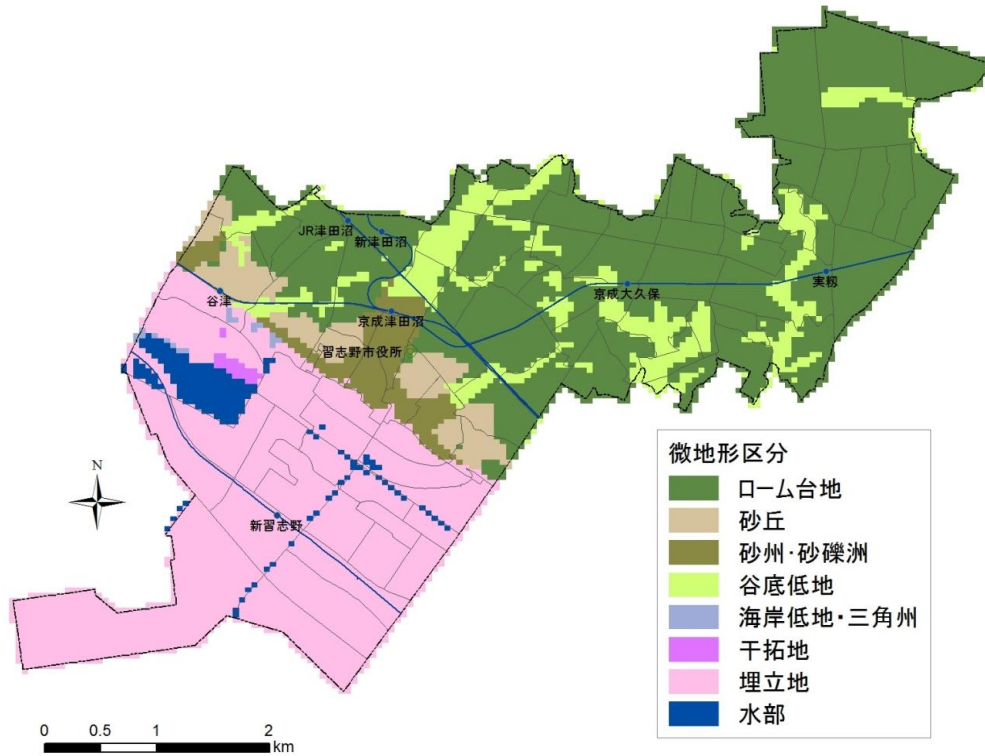 JR津田沼
新津田沼
谷津
京成津田沼
京成大久保
実籾
習志野市役所
新習志野
N
微地形区分
ローム台地
砂丘
砂州・砂礫洲
谷底低地
海岸低地・三角州
干拓地
埋立地
水部
0 0.5 1 2
km